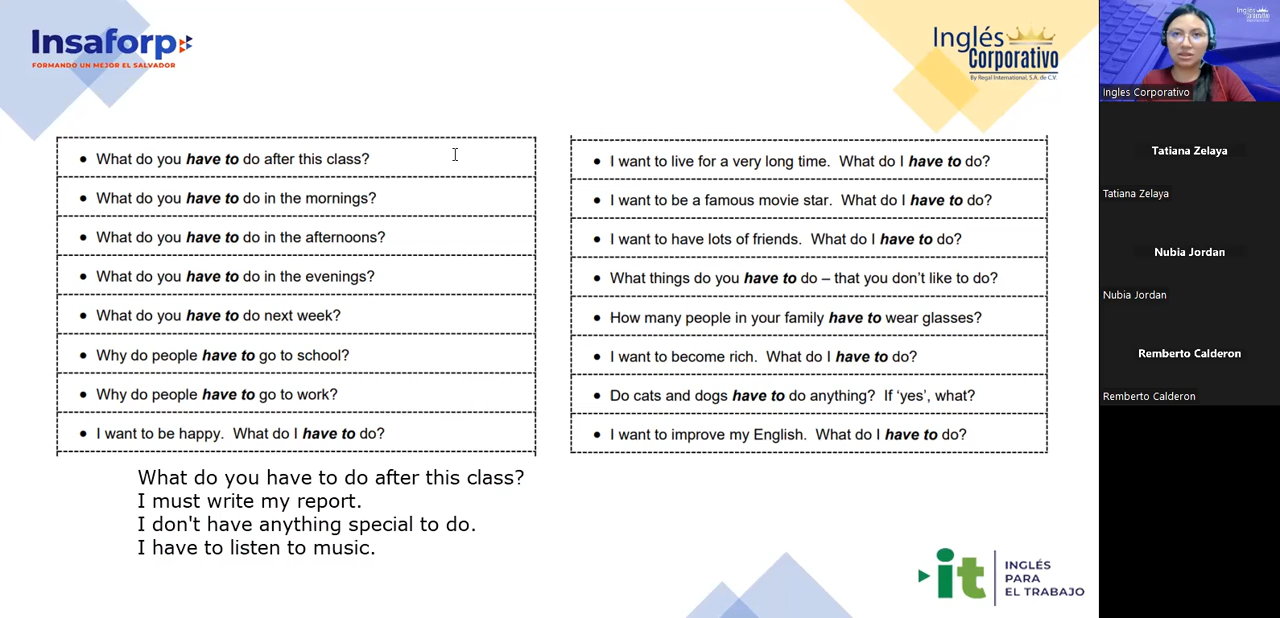 Insaforp
FORMANDO UN MEJOR EL SALVADOR
Inglés
Corporativo
By Regal International, S.A. de C.V.
• What do you have to do after this class?
• What do you have to do in the mornings?
• What do you have to do in the afternoons?
• What do you have to do in the evenings?
• What do you have to do next week?
• Why do people have to go to school?
• Why do people have to go to work?
• I want to be happy. What do I have to do?
• I want to live for a very long time. What do I have to do?
• I want to be a famous movie star. What do I have to do?
• I want to have lots of friends. What do I have to do?
• What things do you have to do – that you don't like to do?
• How many people in your family have to wear glasses?
• I want to become rich. What do I have to do?
• Do cats and dogs have to do anything? If 'yes', what?
• I want to improve my English. What do I have to do?
What do you have to do after this class?
I must write my report.
I don't have anything special to do.
I have to listen to music.
it
INGLÉS
PARA
EL TRABAJO
Inglés
Corporativo
Ingles Corporativo
Tatiana Zelaya
Tatiana Zelaya
Nubia Jordan
Nubia Jordan
Remberto Calderon
Remberto Calderon